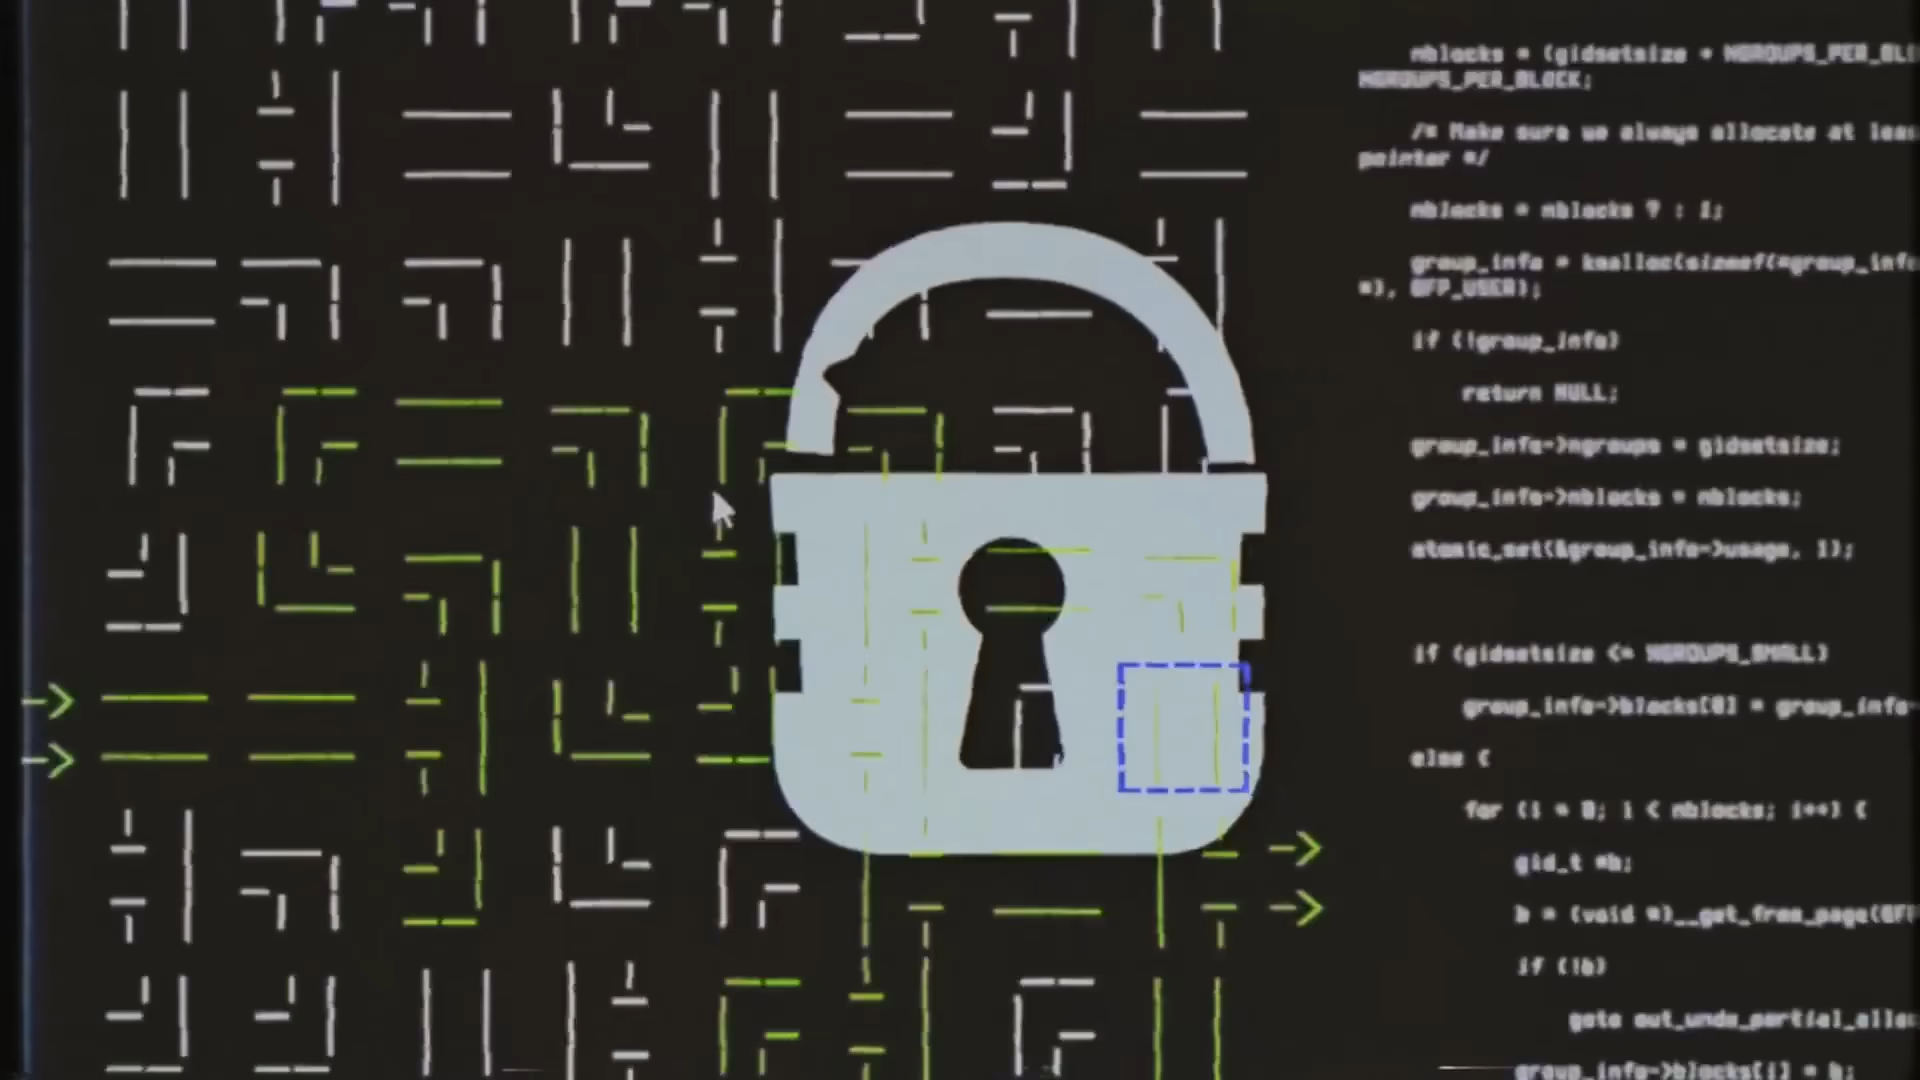 nblocks = (gidsetsize + NGROUPS_PER_BLO
NGROUPS_PER_BLOCK;
/* Make sure we always allocate at leas
pointer */
nblocks = nblocks ? : 1;
group_info = kmalloc(sizeof(*group_info
*), GFP_USER);
if (!group_info)
return NULL;
group_info->ngroups = gidsetsize;
group_info->nblocks = nblocks;
atomic_set(&group_info->usage, 1);
if (gidsetsize <= NGROUPS_SMALL)
group_info->blocks[0] = group_info-
else {
for (i = 0; i < nblocks; i++) {
gid_t *b;
b = (void *)__get_free_page(GF
if (!b)
goto out_undo_partial_alloc
group_info->blocks[i] = b;